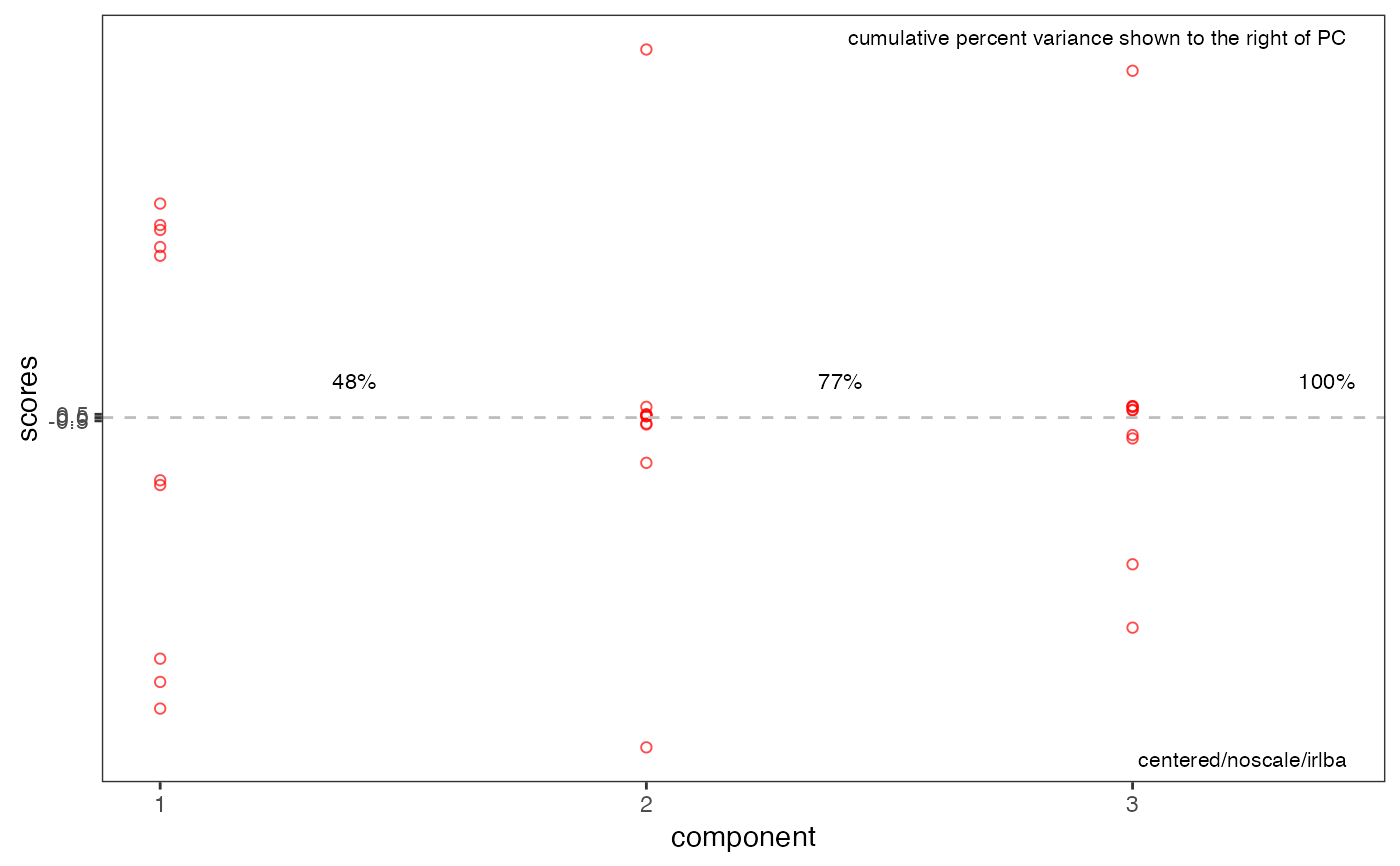 cumulative percent variance shown to the right of PC
scores
48%
77%
100%
centered/noscale/irlba
1
2
3
component